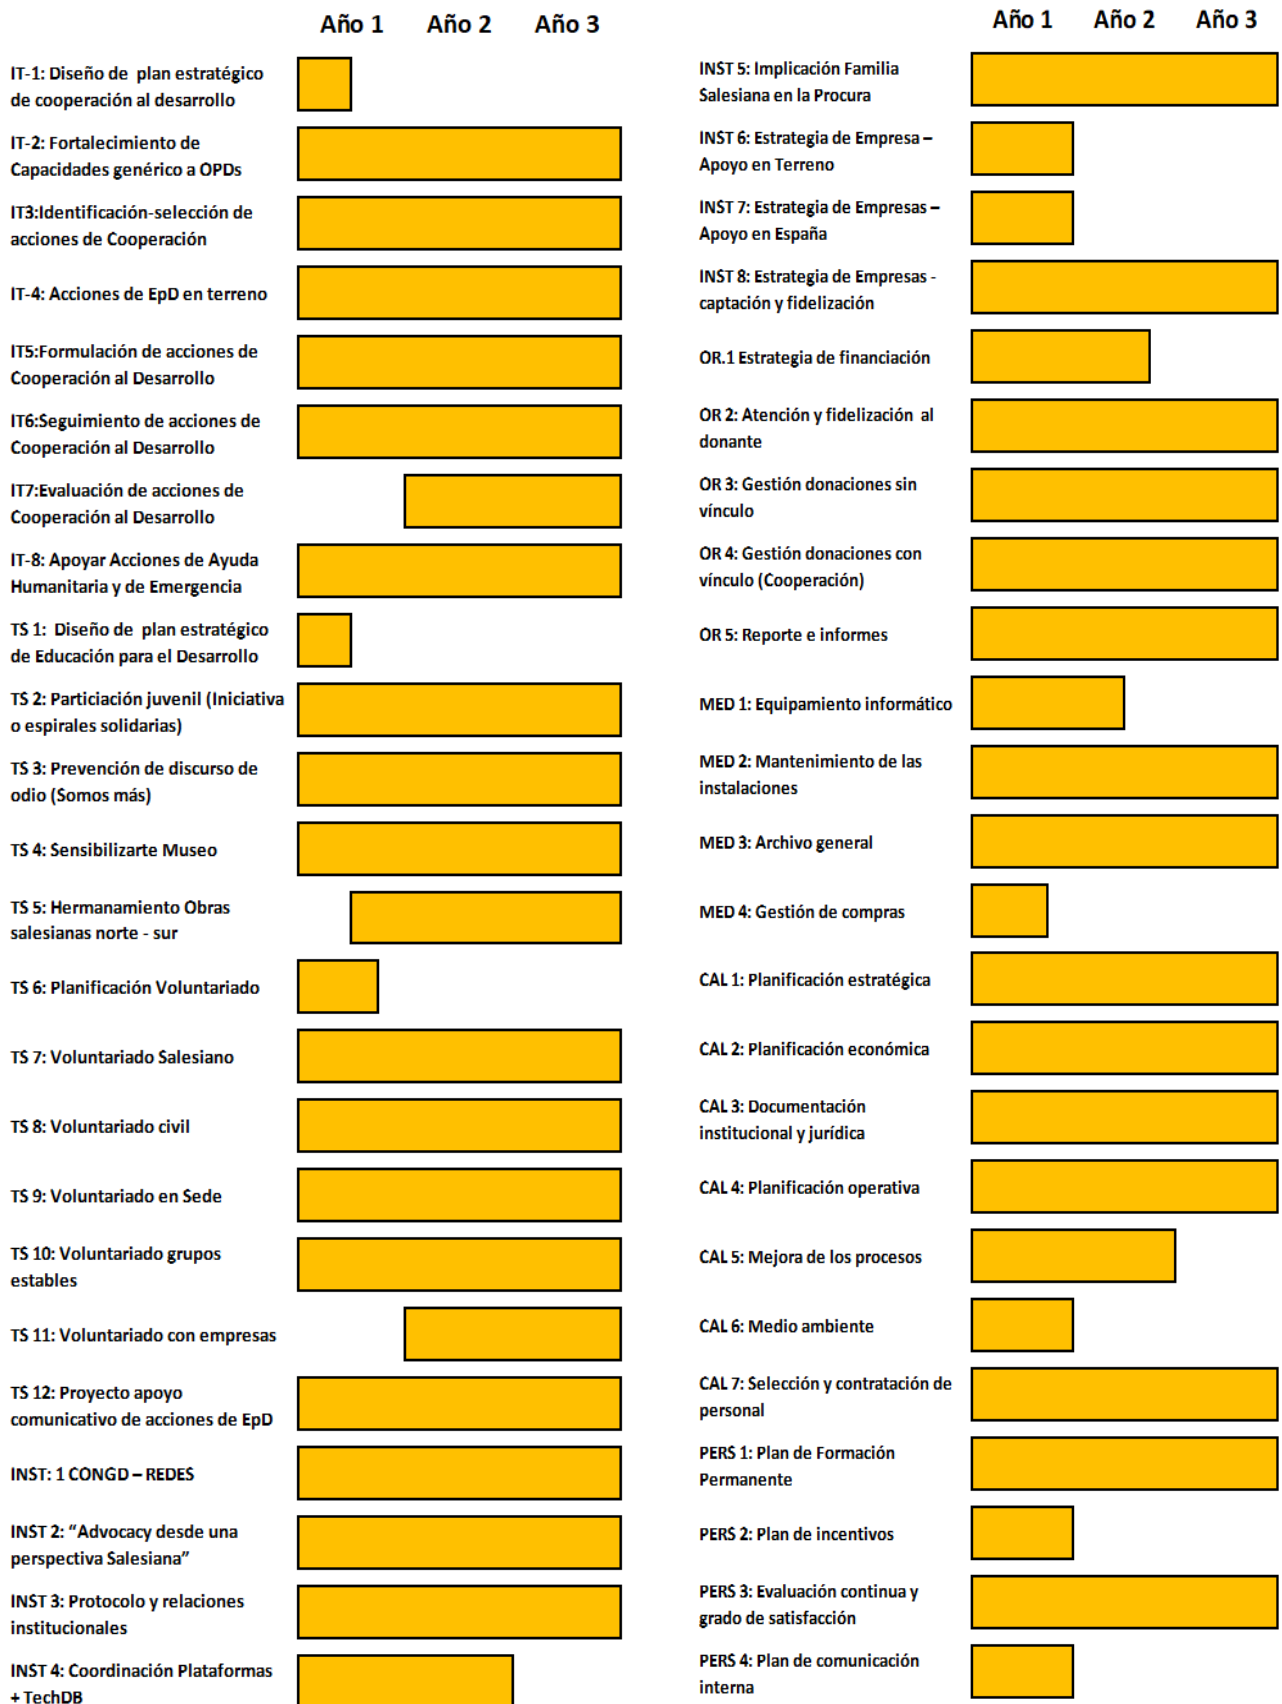 Año 1 Año 2 Año 3
IT-1: Diseño de plan estratégico
de cooperación al desarrollo
IT-2: Fortalecimiento de
Capacidades genérico a OPDs
IT3:Identificación-selección de
acciones de Cooperación
IT-4: Acciones de EpD en terreno
IT5:Formulación de acciones de
Cooperación al Desarrollo
IT6:Seguimiento de acciones de
Cooperación al Desarrollo
IT7:Evaluación de acciones de
Cooperación al Desarrollo
IT-8: Apoyar Acciones de Ayuda
Humanitaria y de Emergencia
TS 1: Diseño de plan estratégico
de Educación para el Desarrollo
TS 2: Particiación juvenil (Iniciativa
o espirales solidarias)
TS 3: Prevención de discurso de
odio (Somos más)
TS 4: Sensibilizarte Museo
TS 5: Hermanamiento Obras
salesianas norte - sur
TS 6: Planificación Voluntariado
TS 7: Voluntariado Salesiano
TS 8: Voluntariado civil
TS 9: Voluntariado en Sede
TS 10: Voluntariado grupos
estables
TS 11: Voluntariado con empresas
TS 12: Proyecto apoyo
comunicativo de acciones de EpD
INST: 1 CONGD – REDES
INST 2: “Advocacy desde una
perspectiva Salesiana”
INST 3: Protocolo y relaciones
institucionales
INST 4: Coordinación Plataformas
+ TechDB
Año 1 Año 2 Año 3
INST 5: Implicación Familia
Salesiana en la Procura
INST 6: Estrategia de Empresa –
Apoyo en Terreno
INST 7: Estrategia de Empresas –
Apoyo en España
INST 8: Estrategia de Empresas -
captación y fidelización
OR.1 Estrategia de financiación
OR 2: Atención y fidelización al
donante
OR 3: Gestión donaciones sin
vínculo
OR 4: Gestión donaciones con
vínculo (Cooperación)
OR 5: Reporte e informes
MED 1: Equipamiento informático
MED 2: Mantenimiento de las
instalaciones
MED 3: Archivo general
MED 4: Gestión de compras
CAL 1: Planificación estratégica
CAL 2: Planificación económica
CAL 3: Documentación
institucional y jurídica
CAL 4: Planificación operativa
CAL 5: Mejora de los procesos
CAL 6: Medio ambiente
CAL 7: Selección y contratación de
personal
PERS 1: Plan de Formación
Permanente
PERS 2: Plan de incentivos
PERS 3: Evaluación continua y
grado de satisfacción
PERS 4: Plan de comunicación
interna